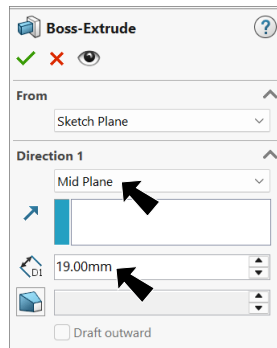 Boss-Extrude
?
From
Sketch Plane
Direction 1
Mid Plane
D1
19.00mm
Draft outward